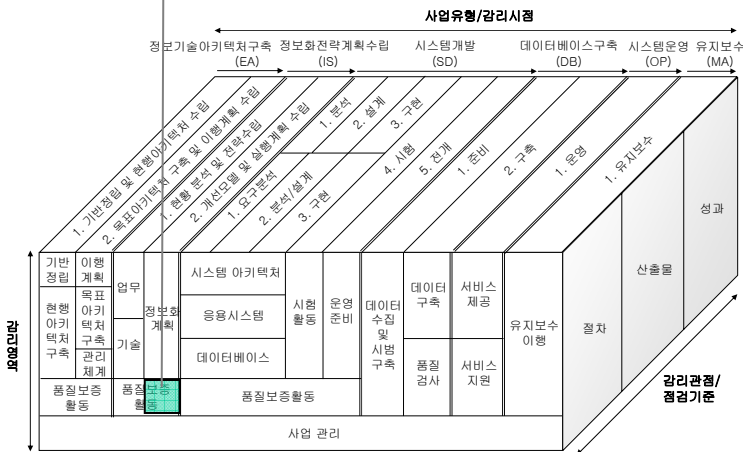 사업유형/감리시점
정보기술아키텍처구축
(EA)
정보화전략계획수립
(IS)
시스템개발
(SD)
데이터베이스구축
(DB)
시스템운영
(OP)
유지보수
(MA)
1. 기반정립 및 현행아키텍처 수립
2. 목표아키텍처 구축 및 이행계획 수립
1. 현황 분석 및 전략수립
2. 개선모델 및 실행계획 수립
1. 분석
2. 설계
3. 구현
1. 요구분석
2. 분석/설계
3. 구현
4. 시험
5. 전개
1. 준비
2. 구축
1. 운영
1. 유지보수
감리영역
기반
정립
이행
계획
현행
아키
텍처
구축
목표
아키
텍처
구축
관리
체계
품질보증
활동
업무
기술
정보화
계획
품질보증
활동
시스템 아키텍처
응용시스템
데이터베이스
시험
활동
운영
준비
품질보증활동
데이터
수집
및
시범
구축
데이터
구축
품질
검사
서비스
제공
서비스
지원
유지보수
이행
사업 관리
절차
산출물
성과
감리관점/
점검기준